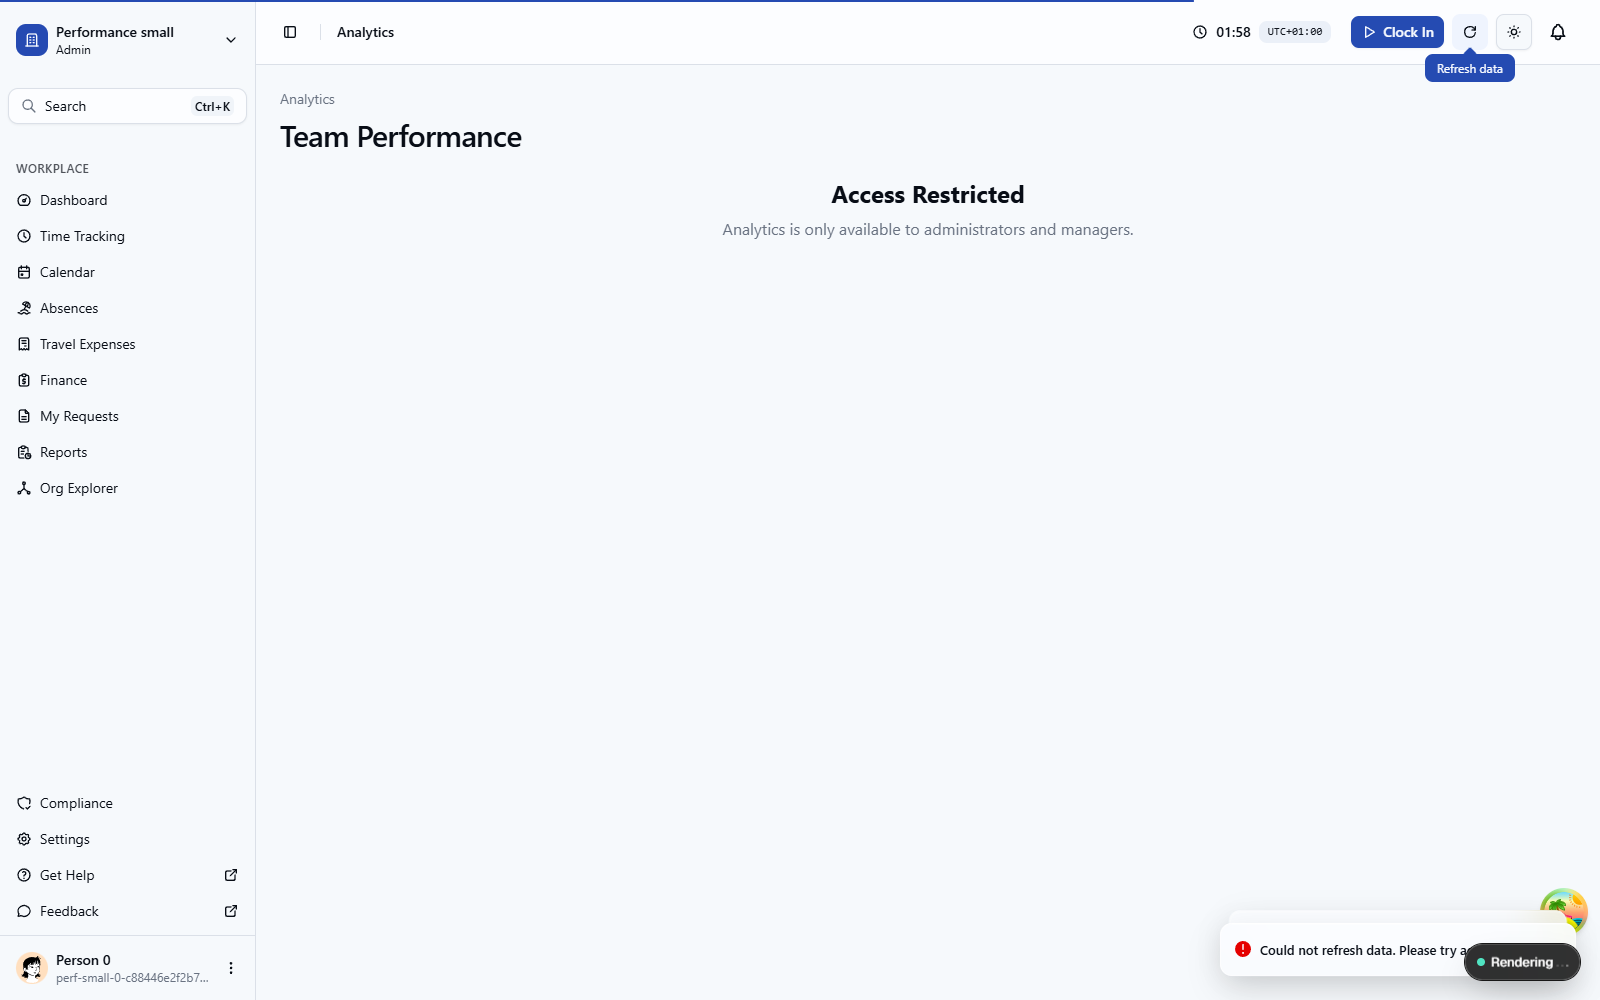 Performance small
Admin
Search
Ctrl+K
WORKPLACE
Dashboard
Time Tracking
Calendar
Absences
Travel Expenses
Finance
My Requests
Reports
Org Explorer
Compliance
Settings
Get Help
Feedback
Person 0
perf-small-0-c88446e2f2b7...
Analytics
01:58
UTC+01:00
Clock In
Refresh data
Analytics
Team Performance
Access Restricted
Analytics is only available to administrators and managers.
Could not refresh data. Please try a
Rendering...